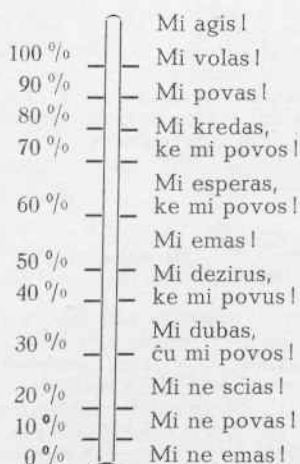 Mi agis!
100 % Mi volas!
90 % Mi povas!
80 % Mi kredas,
70 % ke mi povos!
Mi esperas,
60 % ke mi povos!
Mi emas!
50 % Mi dezirus,
40 % ke mi povus!
Mi dubas,
30 % ĉu mi povos!
20 % Mi ne scias!
10 % Mi ne povas!
0 % Mi ne emas!